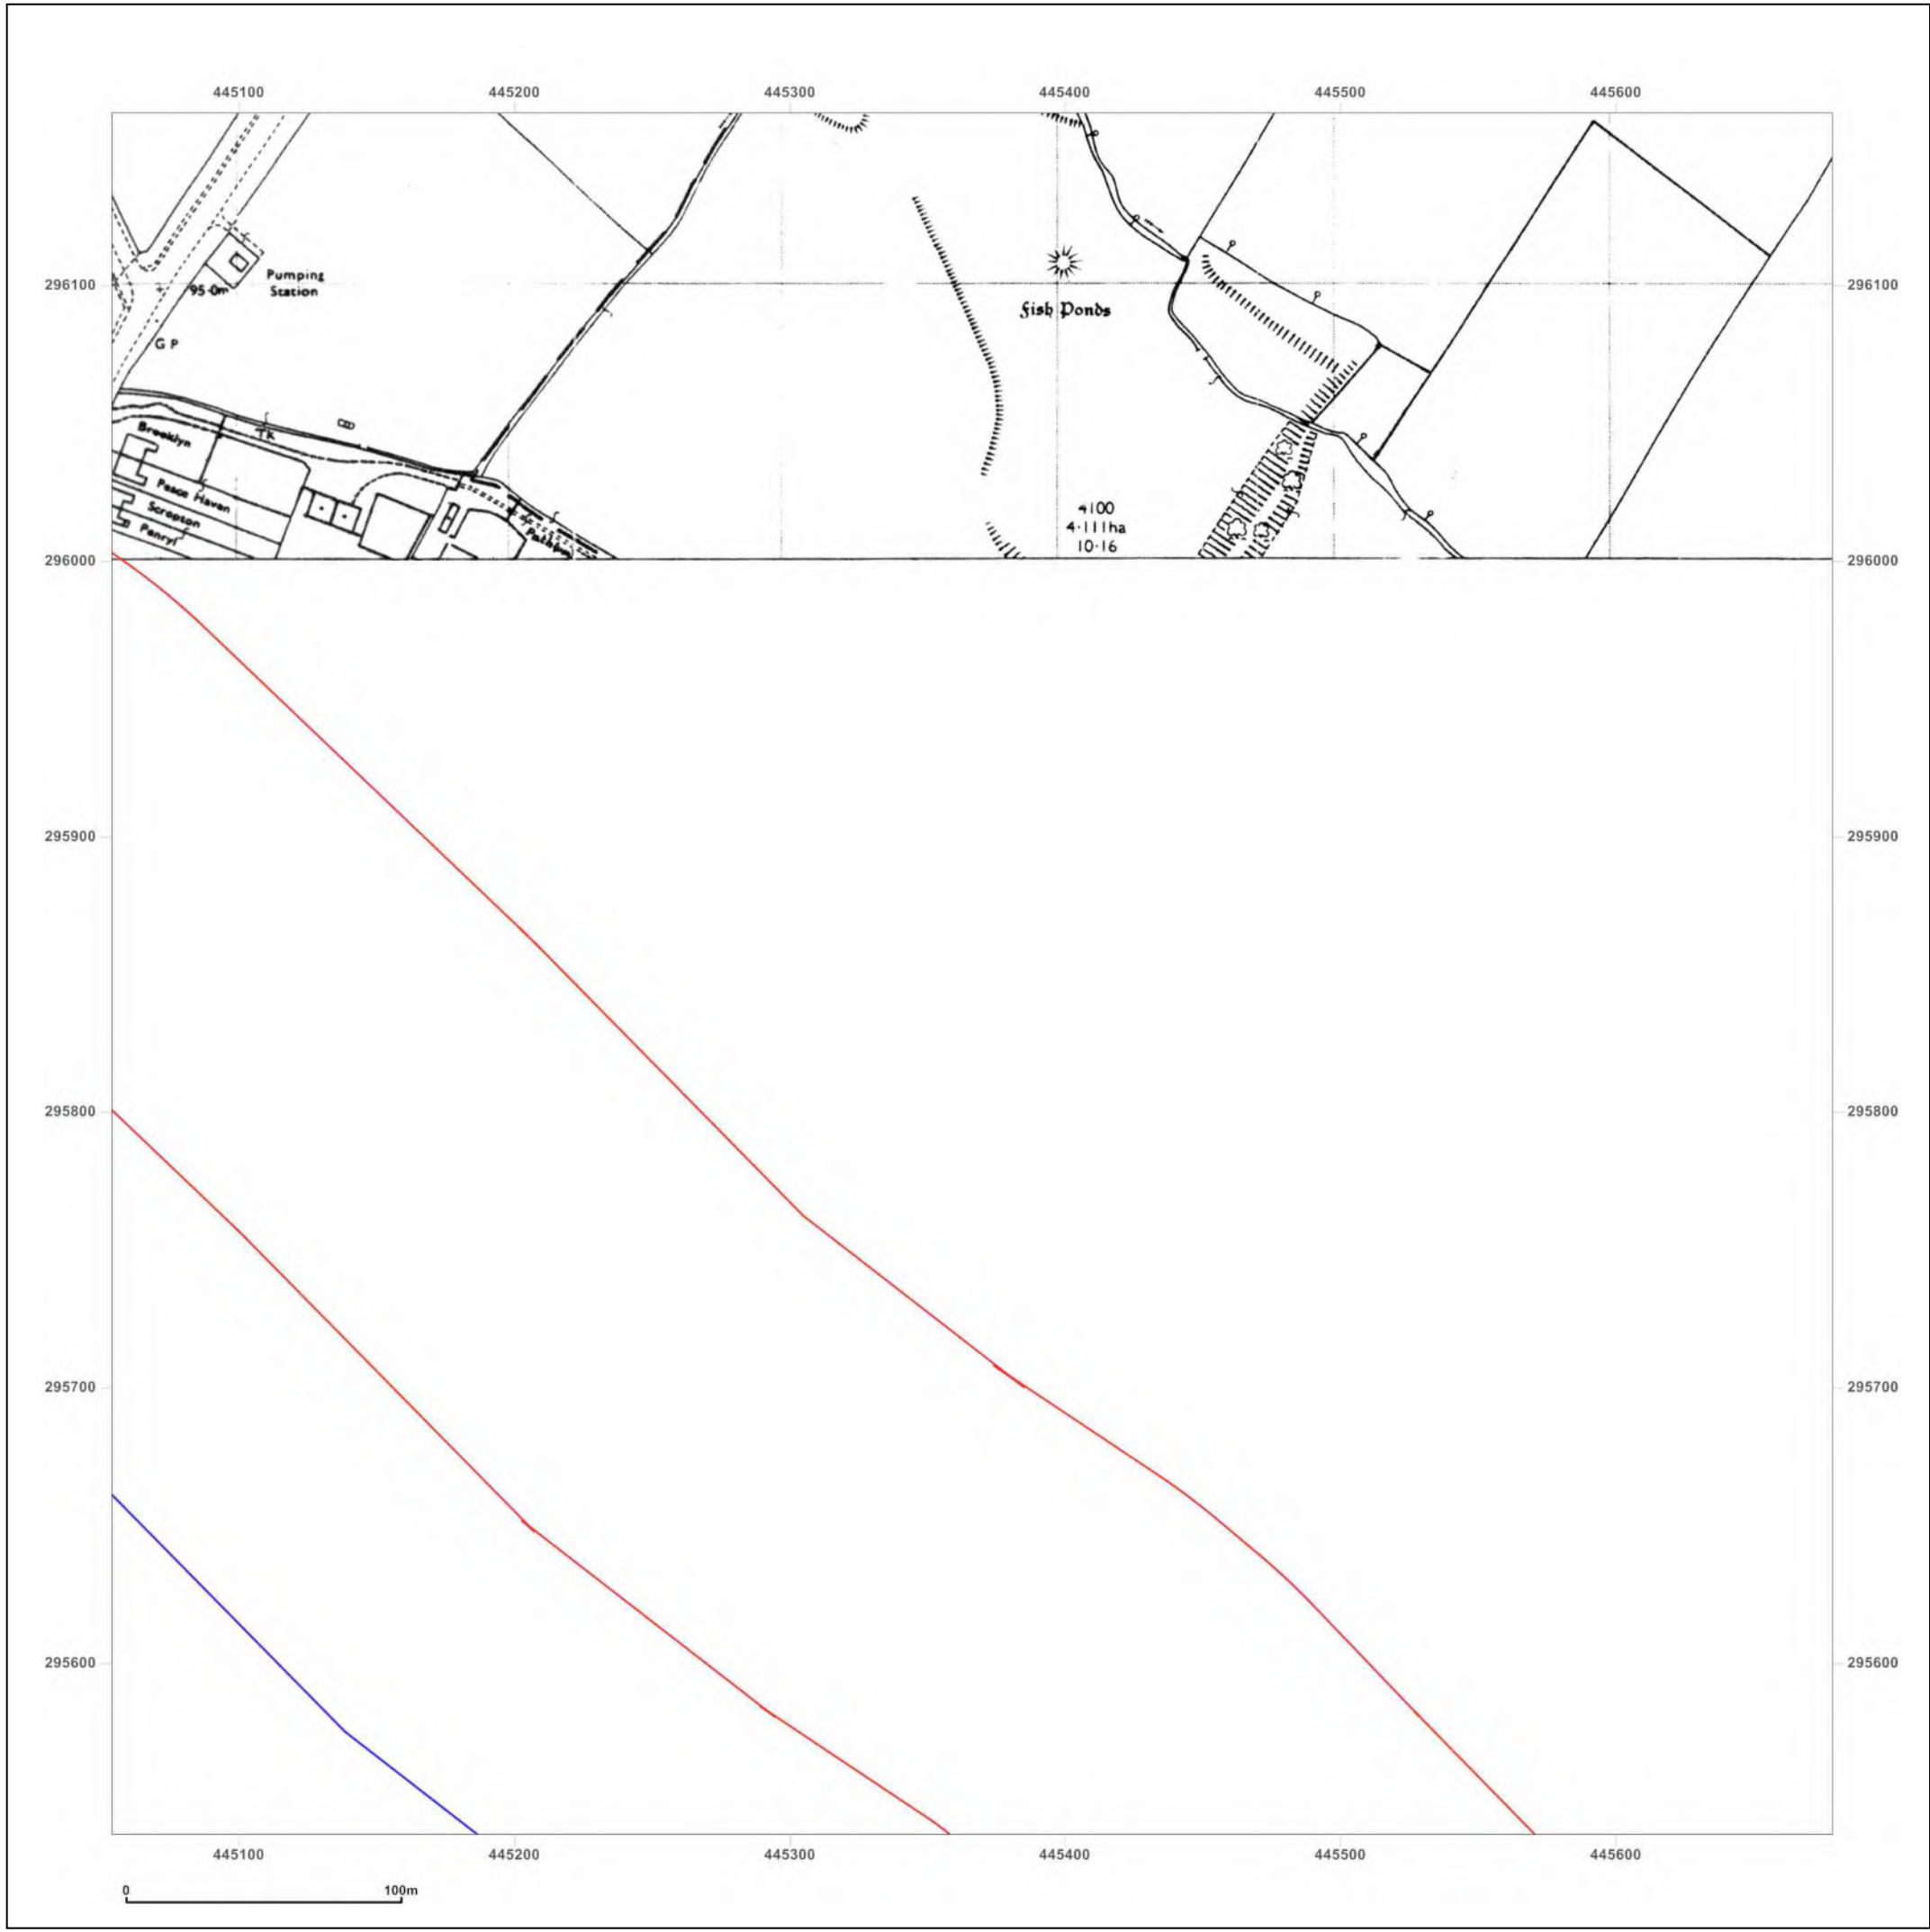 445100 445200 445300 445400 445500 445600
Pumping
Station
296100 95·0m 296100
Fish Ponds
G P
Tk
Brooklyn
Peace Haven
Scropton
Penryl
4100
4·111ha
10·16
296000 296000
295900 295900
295800 295800
295700 295700
295600 295600
445100 445200 445300 445400 445500 445600
0 100m